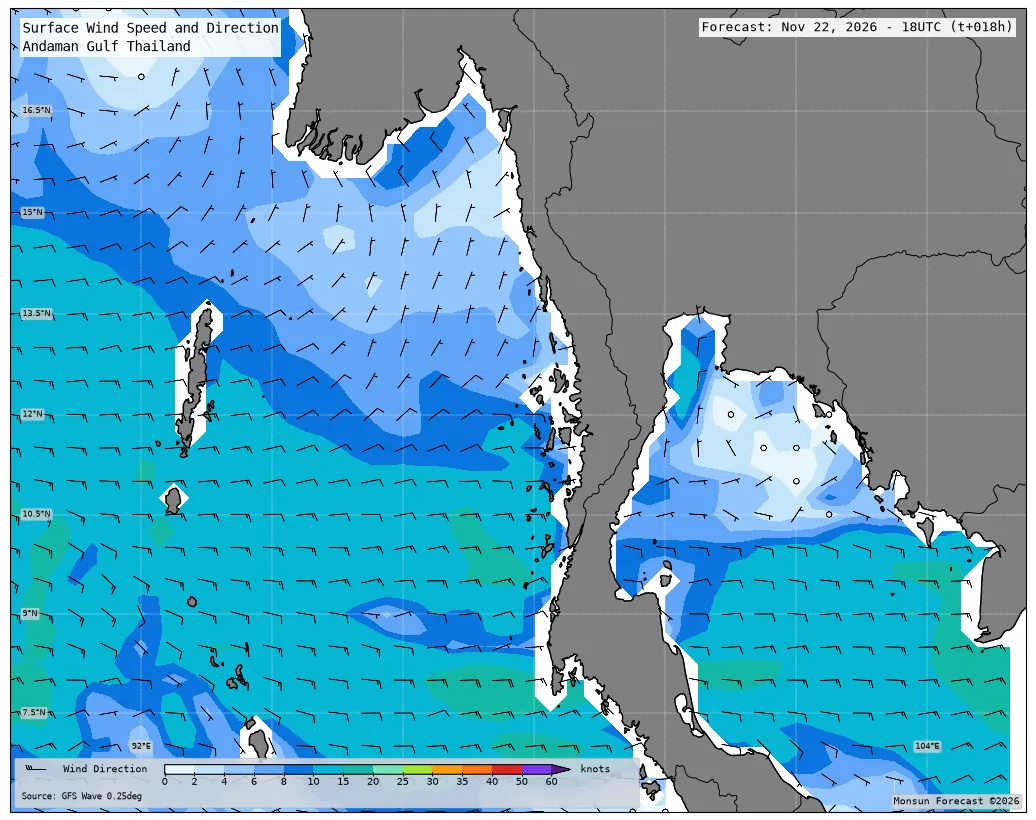 Surface Wind Speed and Direction
Andaman Gulf Thailand
Forecast: Nov 22, 2026 - 18UTC (t+018h)
16.5°N
15°N
13.5°N
12°N
10.5°N
9°N
7.5°N
92°E
104°E
Wind Direction
knots
0 2 4 6 8 10 15 20 25 30 35 40 50 60
Source: GFS Wave 0.25deg
Monsun Forecast ©2026